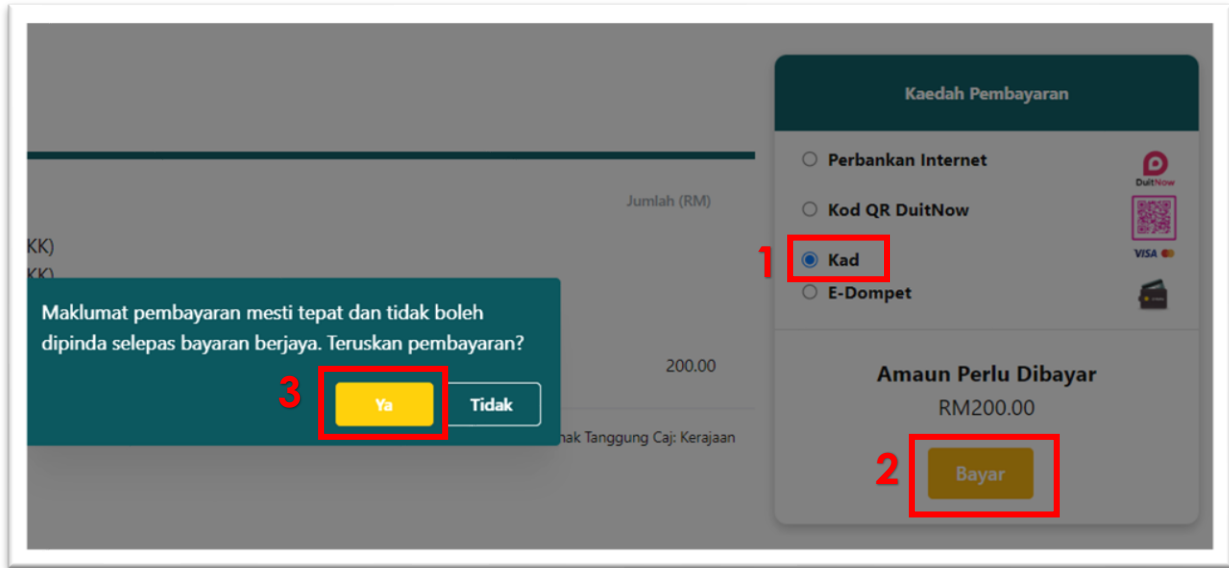 Kaedah Pembayaran
Perbankan Internet
DuitNow
Jumlah (RM)
Kod QR DuitNow
KK)
1
Kad
VISA
KK)
E-Dompet
Maklumat pembayaran mesti tepat dan tidak boleh
dipinda selepas bayaran berjaya. Teruskan pembayaran?
200.00
Amaun Perlu Dibayar
RM200.00
3
Ya
Tidak
Tanggung Caj: Kerajaan
2
Bayar